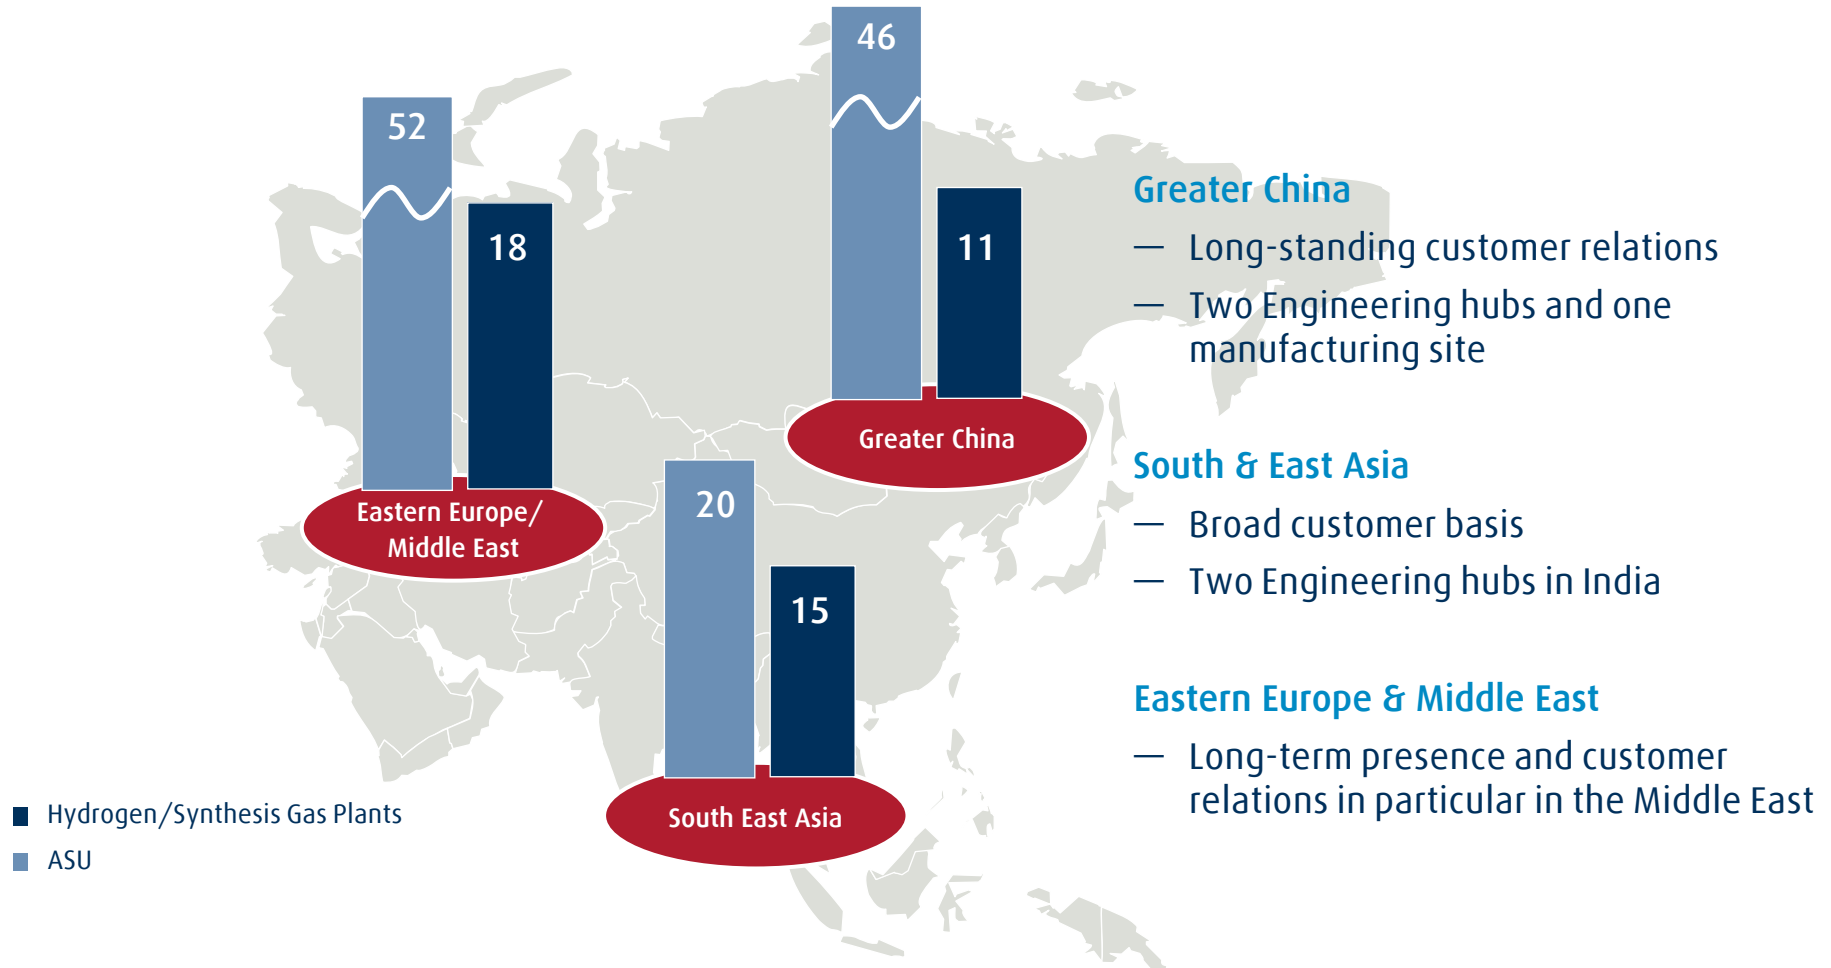 46
52
18
11
Greater China
Eastern Europe/
Middle East
20
15
South East Asia
Hydrogen/Synthesis Gas Plants
ASU
Greater China
— Long-standing customer relations
— Two Engineering hubs and one
manufacturing site
South & East Asia
— Broad customer basis
— Two Engineering hubs in India
Eastern Europe & Middle East
— Long-term presence and customer
relations in particular in the Middle East